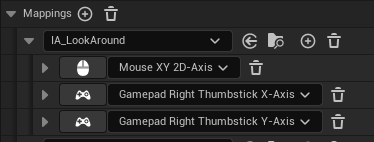 Mappings
IA_LookAround
Mouse XY 2D-Axis
Gamepad Right Thumbstick X-Axis
Gamepad Right Thumbstick Y-Axis